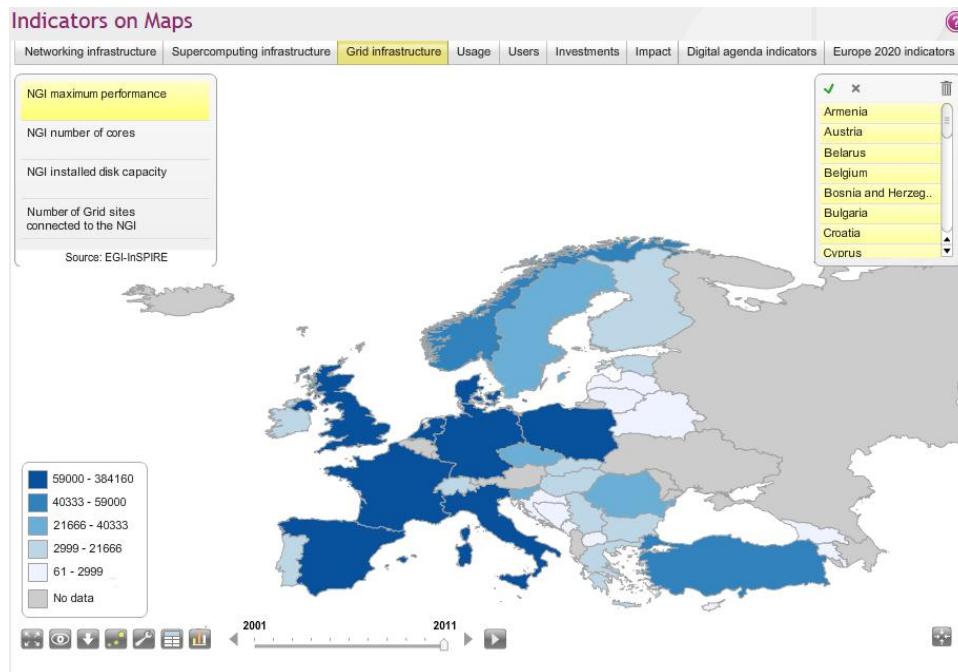 Indicators on Maps
?
Networking infrastructure Supercomputing infrastructure Grid infrastructure Usage Users Investments Impact Digital agenda indicators Europe 2020 indicators
NGI maximum performance
NGI number of cores
NGI installed disk capacity
Number of Grid sites
connected to the NGI
Source: EGI-InSPIRE
Armenia
Austria
Belarus
Belgium
Bosnia and Herzeg..
Bulgaria
Croatia
Cyprus
59000 - 384160
40333 - 59000
21666 - 40333
2999 - 21666
61 - 2999
No data
2001 2011